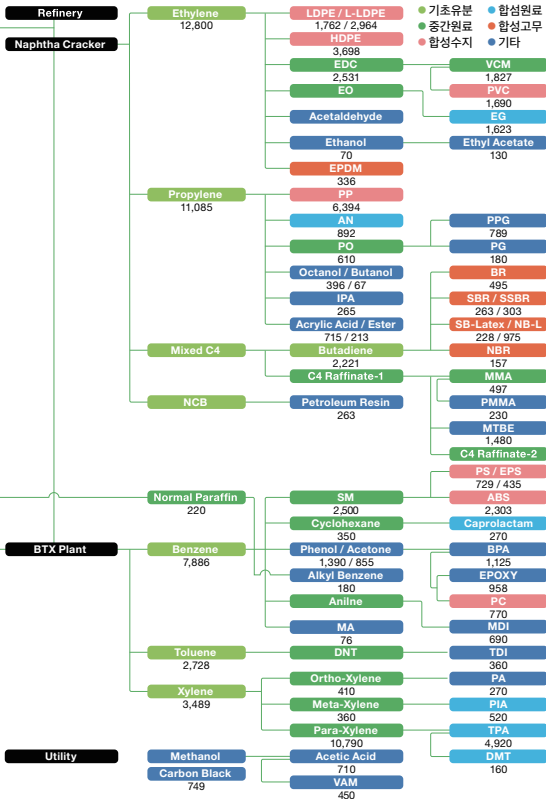 Refinery
Naphtha Cracker
Ethylene
12,800
LDPE / L-LDPE
1,762 / 2,964
HDPE
3,698
EDC
2,531
EO
Acetaldehyde
Ethanol
70
EPDM
336
기초유분
중간원료
합성수지
합섬원료
합성고무
기타
VCM
1,827
PVC
1,690
EG
1,623
Ethyl Acetate
130
Propylene
11,085
PP
6,394
AN
892
PO
610
Octanol / Butanol
396 / 67
IPA
265
Acrylic Acid / Ester
715 / 213
PPG
789
PG
180
BR
495
SBR / SSBR
263 / 303
SB-Latex / NB-L
228 / 975
NBR
157
Mixed C4
Butadiene
2,221
C4 Raffinate-1
MMA
497
PMMA
230
MTBE
1,480
C4 Raffinate-2
NCB
Petroleum Resin
263
PS / EPS
729 / 435
Normal Paraffin
220
SM
2,500
ABS
2,303
Cyclohexane
350
Caprolactam
270
BTX Plant
Benzene
7,886
Phenol / Acetone
1,390 / 855
BPA
1,125
Alkyl Benzene
180
EPOXY
958
Anilne
PC
770
MA
76
MDI
690
Toluene
2,728
DNT
TDI
360
Xylene
3,489
Ortho-Xylene
410
PA
270
Meta-Xylene
360
PIA
520
Para-Xylene
10,790
TPA
4,920
DMT
160
Utility
Methanol
Acetic Acid
710
Carbon Black
749
VAM
450